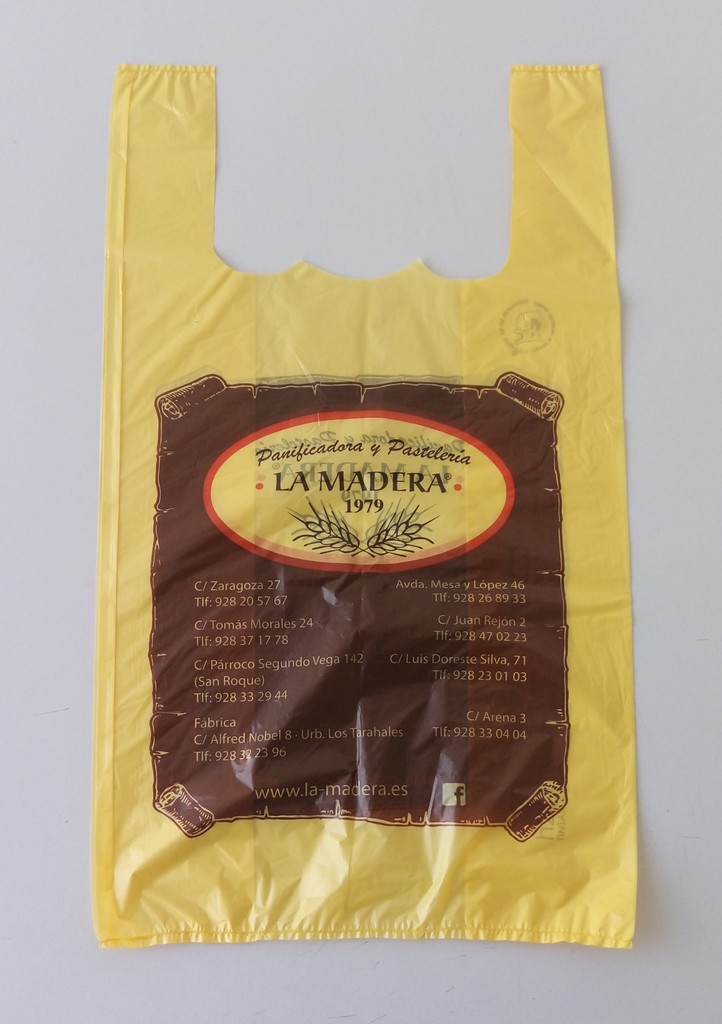 Panificadora y Pastelería
LA MADERA®
1979
C/ Zaragoza 27
Tlf: 928 20 57 67
C/ Tomás Morales 24
Tlf: 928 37 17 78
C/ Párroco Segundo Vega 142
(San Roque)
Tlf: 928 33 29 44
Fábrica
C/ Alfred Nobel 8 · Urb. Los Tarahales
Tlf: 928 32 23 96
Avda. Mesa y López 46
Tlf: 928 26 89 33
C/ Juan Rejón 2
Tlf: 928 47 02 23
C/ Luis Doreste Silva, 71
Tlf: 928 23 01 03
C/ Arena 3
Tlf: 928 33 04 04
www.la-madera.es
f